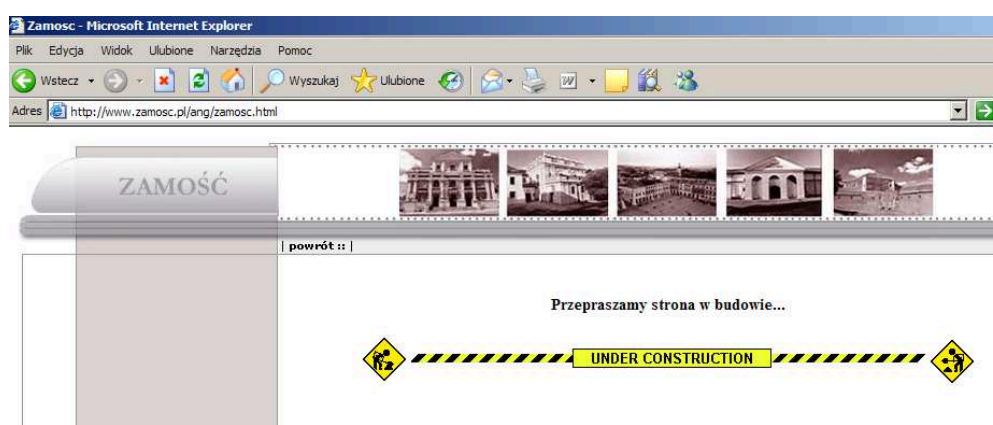 Zamosc - Microsoft Internet Explorer
Plik Edycja Widok Ulubione Narzędzia Pomoc
Wstecz Wyszukaj Ulubione
Adres http://www.zamosc.pl/ang/zamosc.html
ZAMOŚĆ
| powrót :: |
Przepraszamy strona w budowie...
UNDER CONSTRUCTION